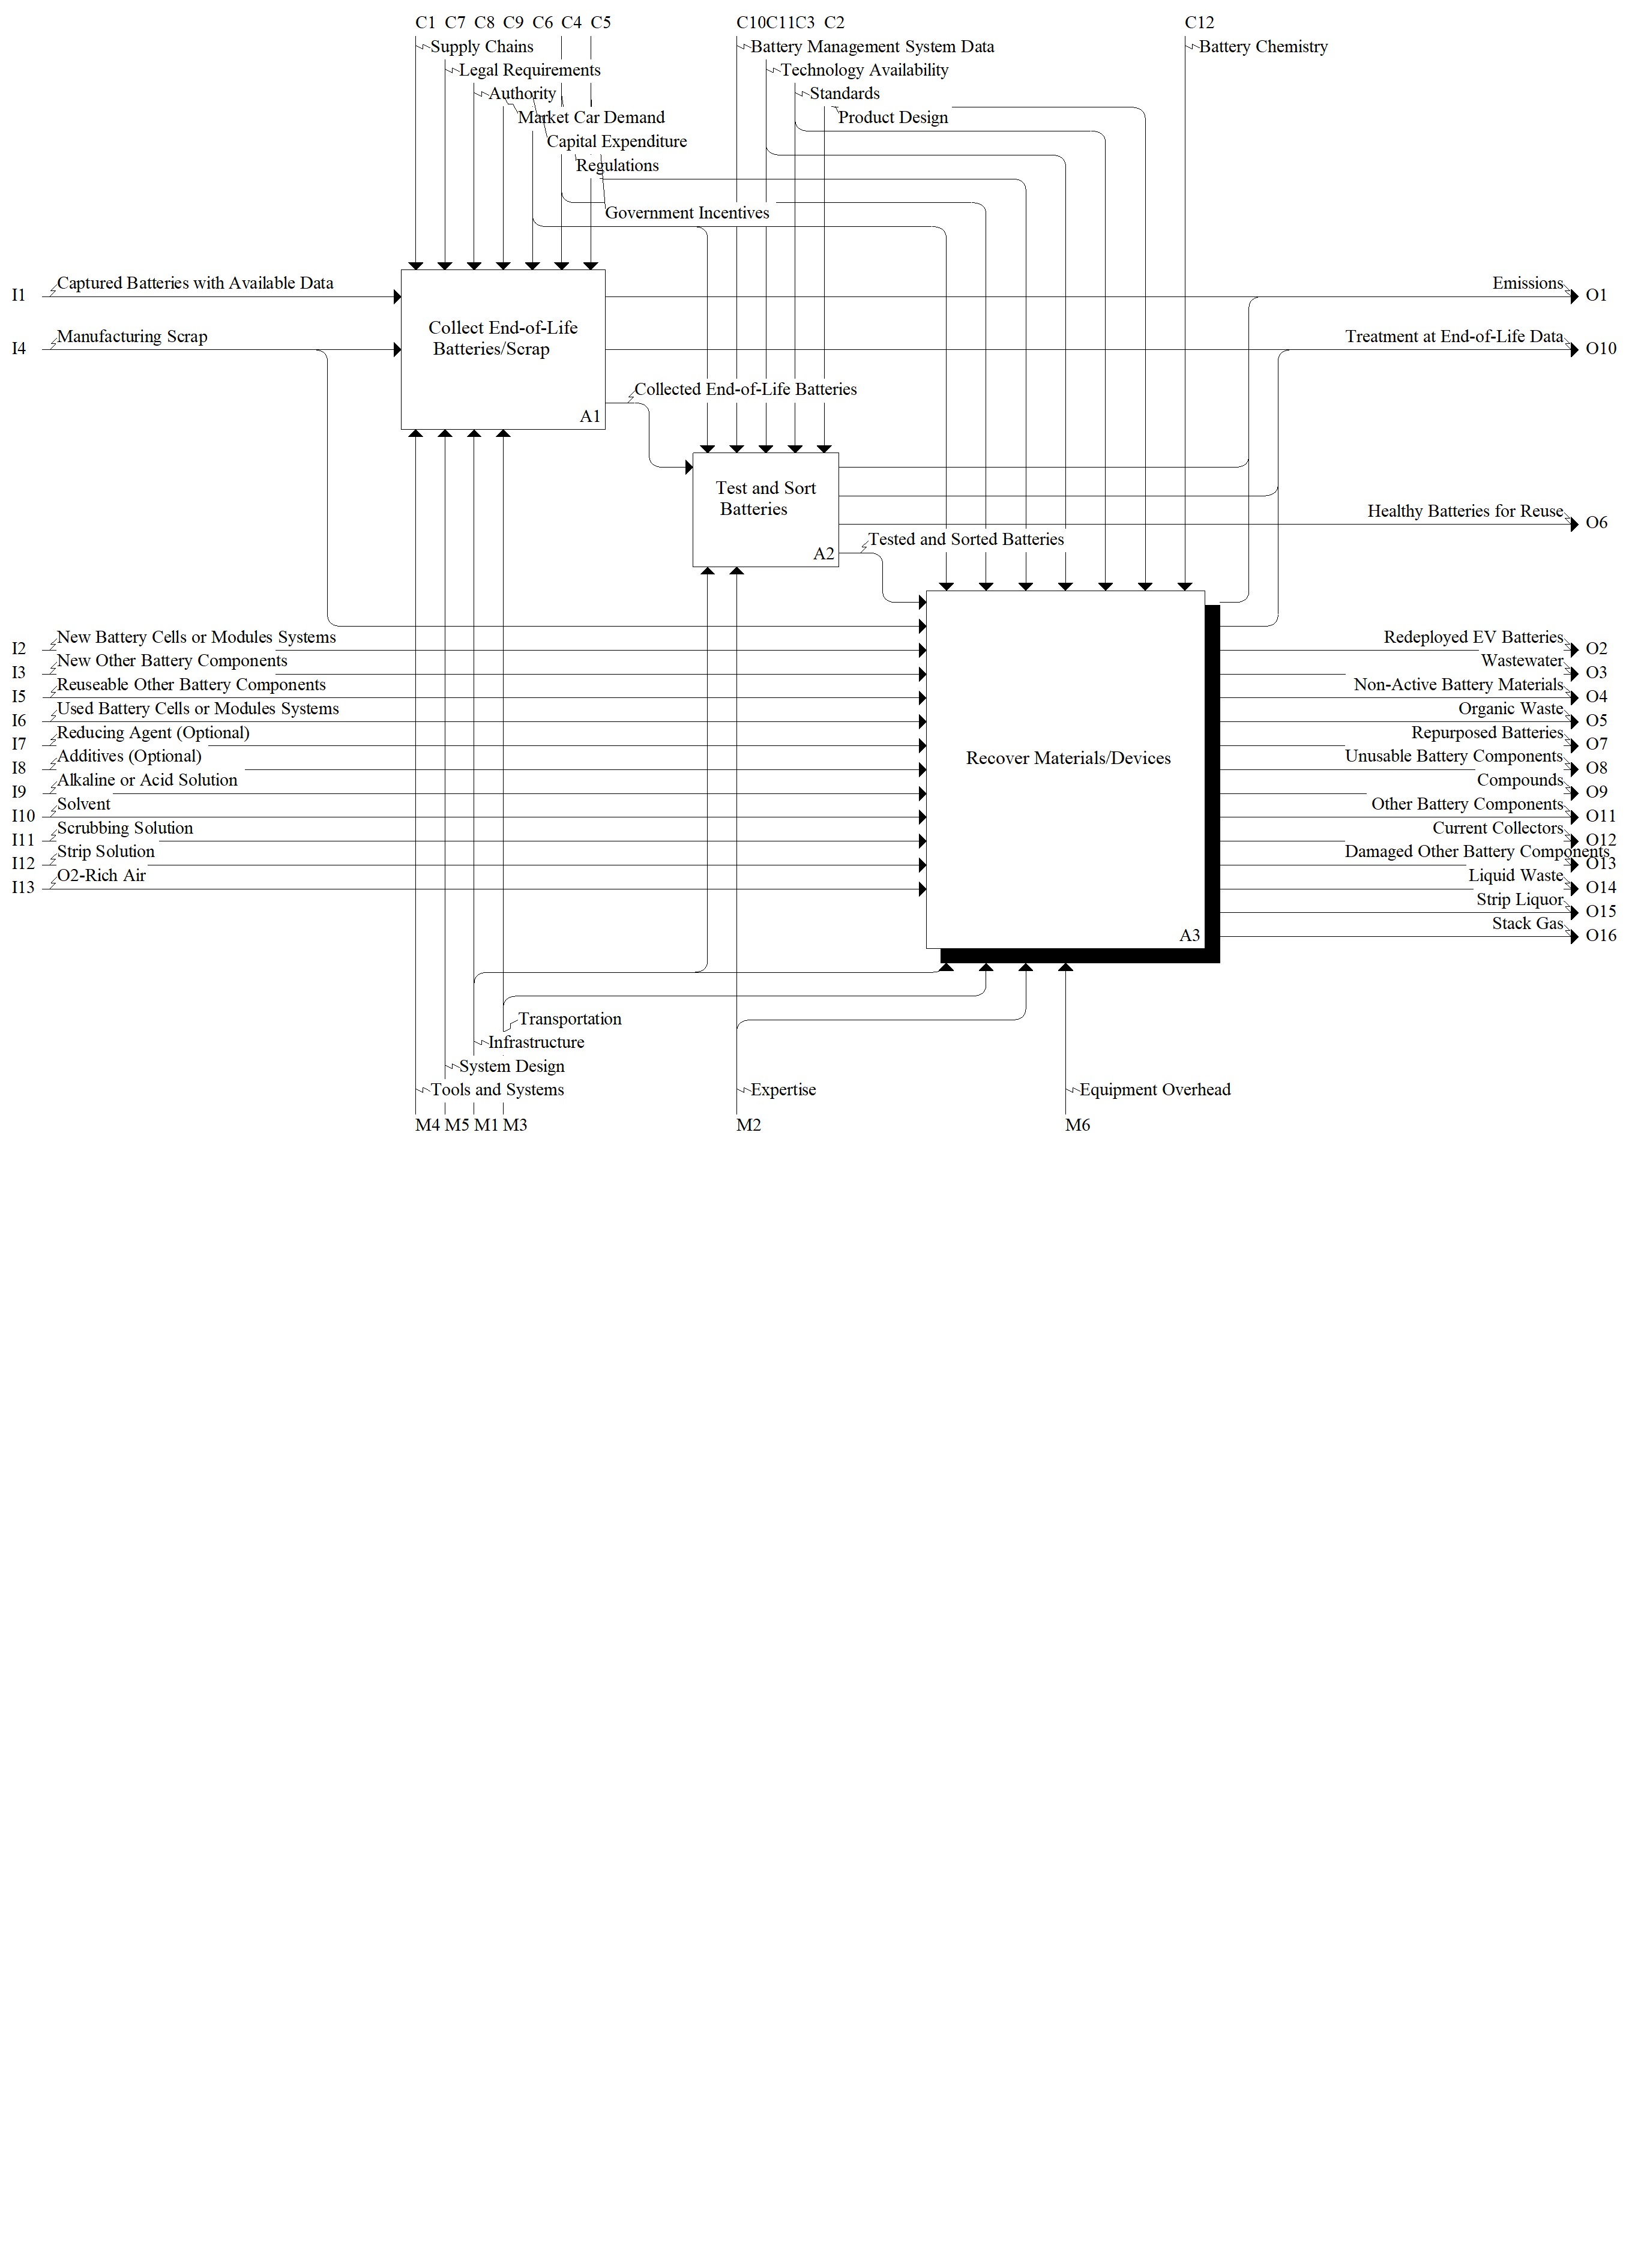 C1 C7 C8 C9 C6 C4 C5 C10 C11 C3 C2 C12
Supply Chains
Battery Management System Data
Battery Chemistry
Legal Requirements
Technology Availability
Authority
Standards
Market Car Demand
Product Design
Capital Expenditure
Regulations
Government Incentives
I1 Captured Batteries with Available Data
Emissions O1
I4 Manufacturing Scrap
Treatment at End-of-Life Data O10
Collect End-of-Life
Batteries/Scrap
A1
Collected End-of-Life Batteries
Test and Sort
Batteries
A2
Healthy Batteries for Reuse O6
Tested and Sorted Batteries
I2 New Battery Cells or Modules Systems
I3 New Other Battery Components
I5 Reuseable Other Battery Components
I6 Used Battery Cells or Modules Systems
I7 Reducing Agent (Optional)
I8 Additives (Optional)
I9 Alkaline or Acid Solution
I10 Solvent
I11 Scrubbing Solution
I12 Strip Solution
I13 O2-Rich Air
Recover Materials/Devices
A3
Redeployed EV Batteries O2
Wastewater O3
Non-Active Battery Materials O4
Organic Waste O5
Repurposed Batteries O7
Unusable Battery Components O8
Compounds O9
Other Battery Components O11
Current Collectors O12
Damaged Other Battery Components O13
Liquid Waste O14
Strip Liquor O15
Stack Gas O16
Transportation
Infrastructure
System Design
Tools and Systems
Expertise
Equipment Overhead
M4 M5 M1 M3 M2 M6